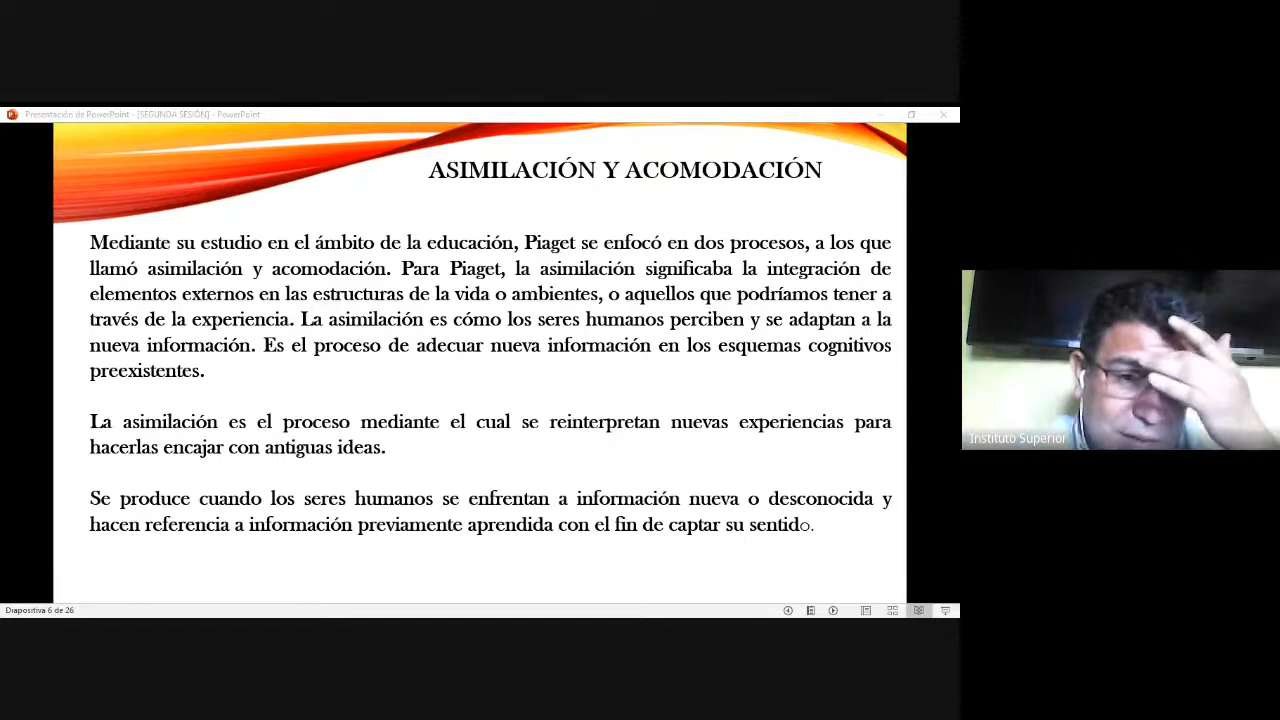 Presentación de PowerPoint - [SEGUNDA SESIÓN] - PowerPoint
ASIMILACIÓN Y ACOMODACIÓN
Mediante su estudio en el ámbito de la educación, Piaget se enfocó en dos procesos, a los que
llamó asimilación y acomodación. Para Piaget, la asimilación significaba la integración de
elementos externos en las estructuras de la vida o ambientes, o aquellos que podríamos tener a
través de la experiencia. La asimilación es cómo los seres humanos perciben y se adaptan a la
nueva información. Es el proceso de adecuar nueva información en los esquemas cognitivos
preexistentes.
La asimilación es el proceso mediante el cual se reinterpretan nuevas experiencias para
hacerlas encajar con antiguas ideas.
Se produce cuando los seres humanos se enfrentan a información nueva o desconocida y
hacen referencia a información previamente aprendida con el fin de captar su sentido.
Instituto Superior
Diapositiva 6 de 26